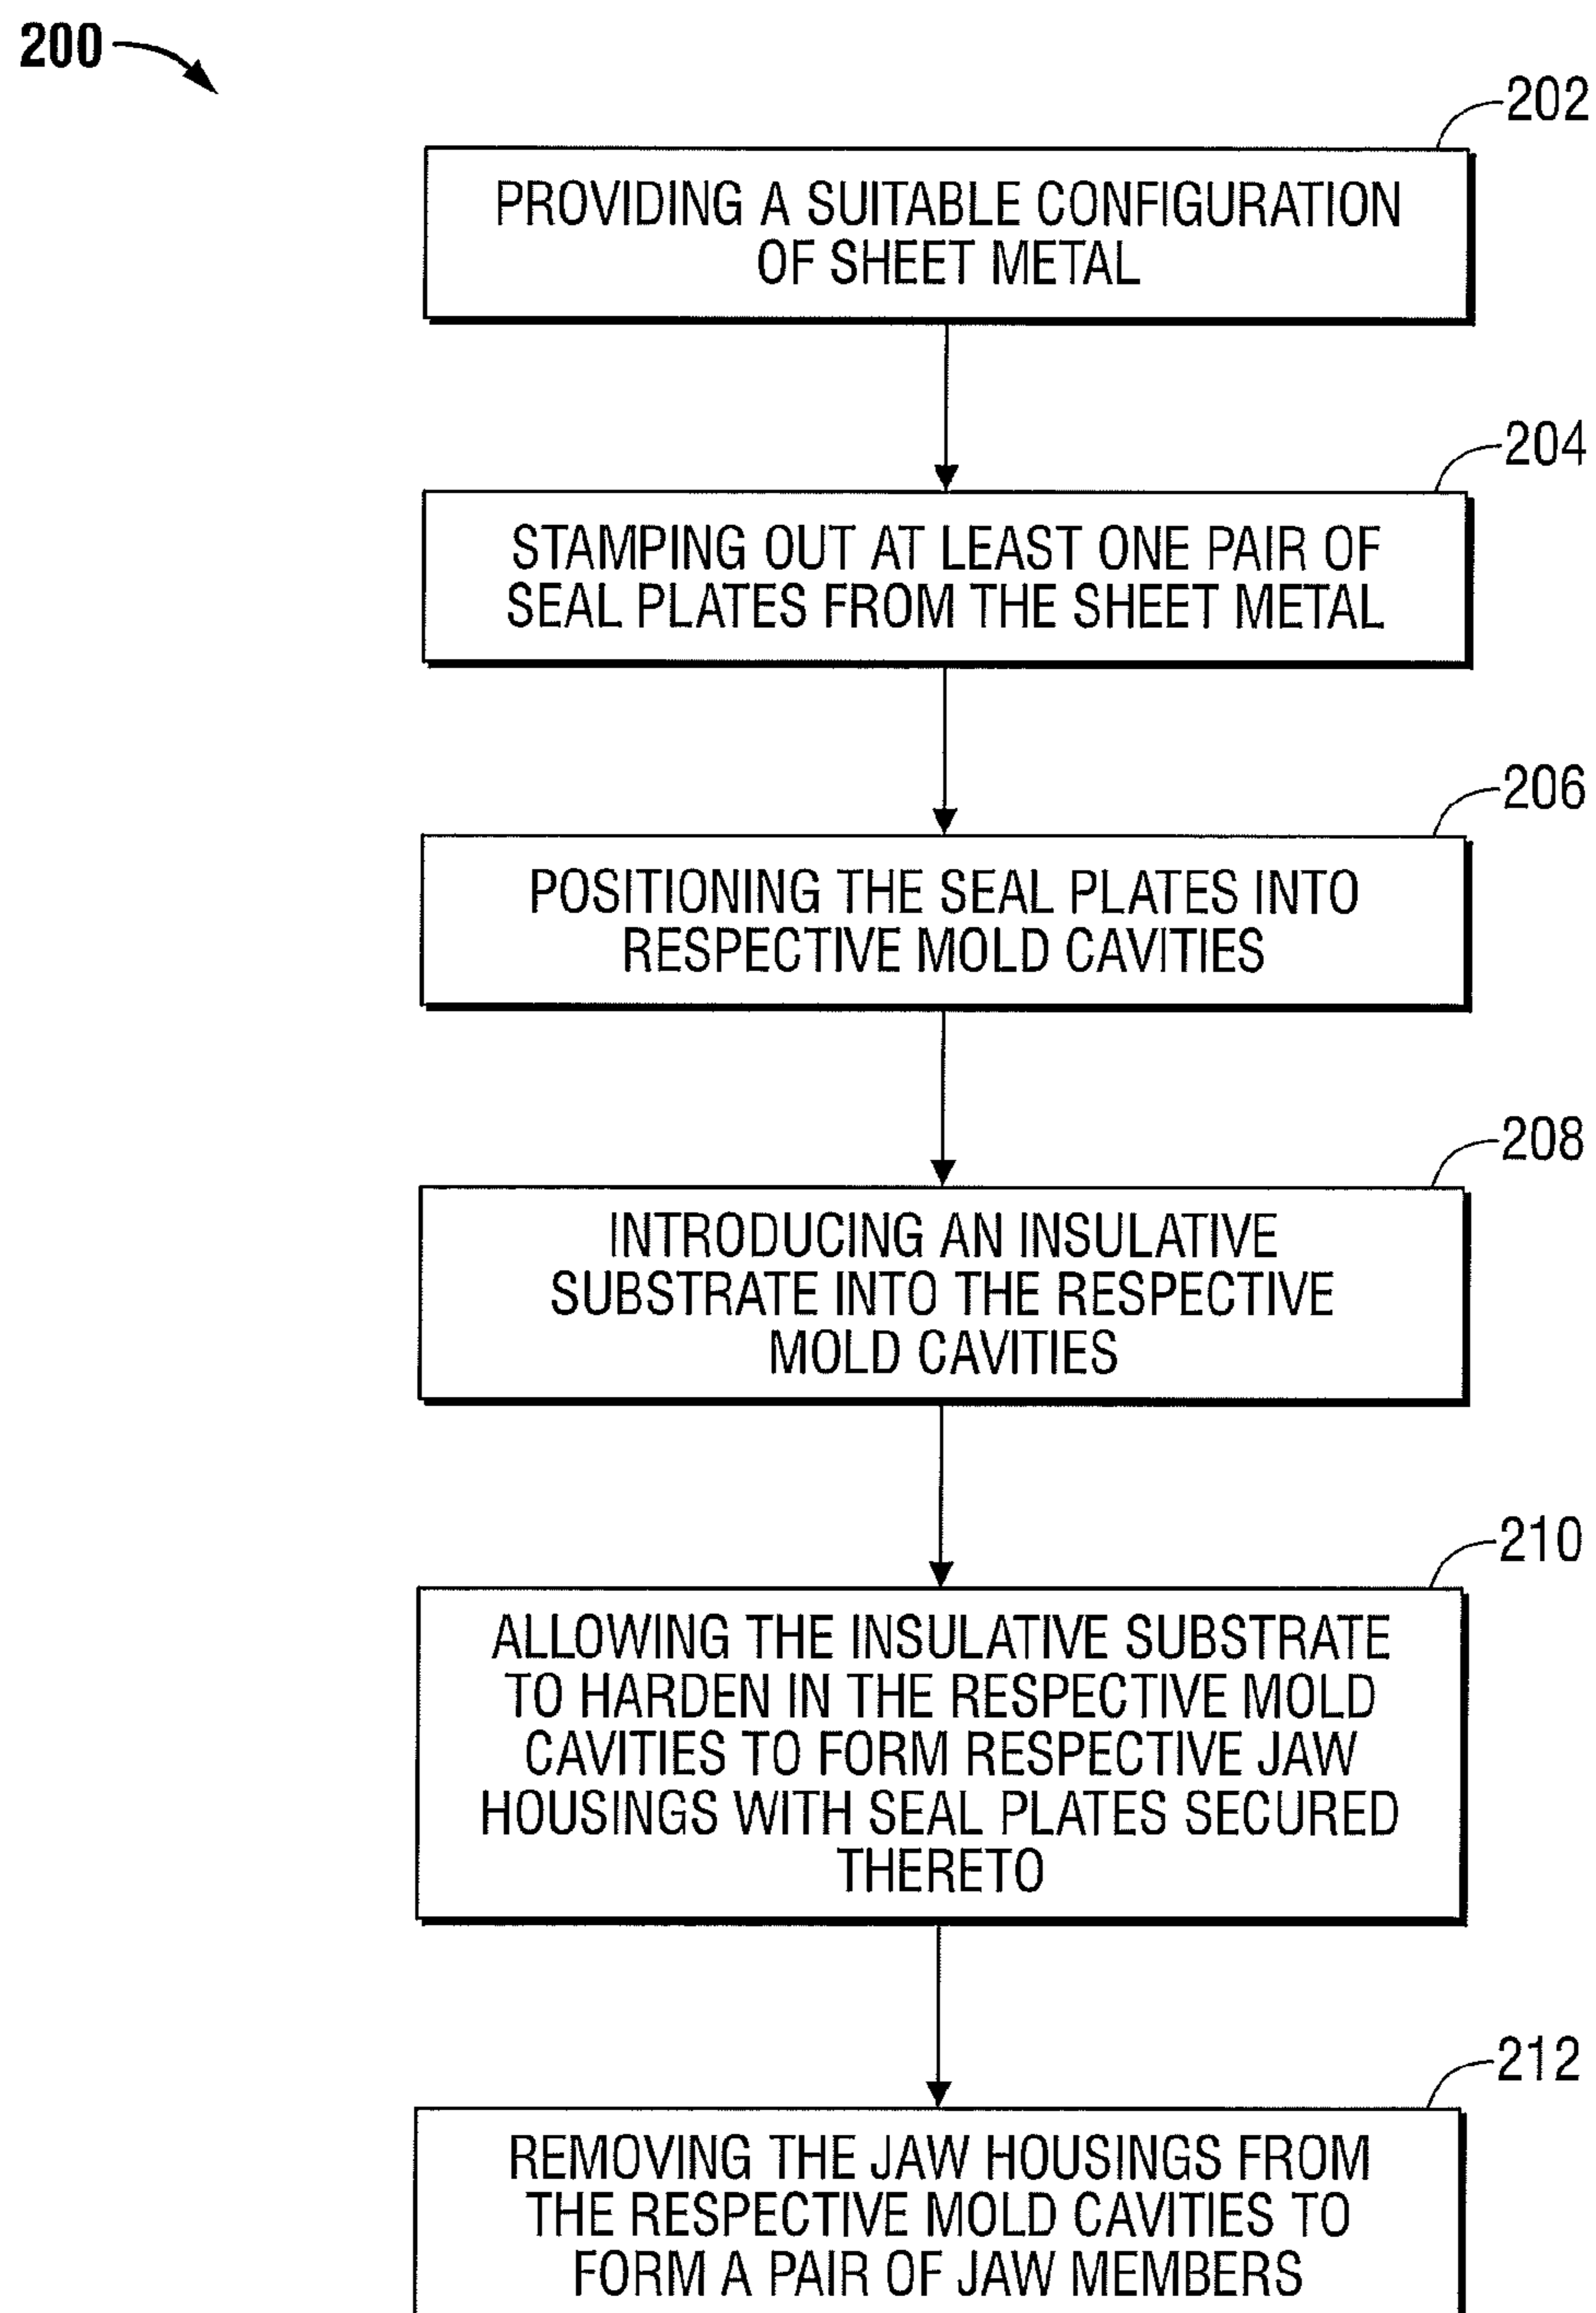 200
202
PROVIDING A SUITABLE CONFIGURATION
OF SHEET METAL
204
STAMPING OUT AT LEAST ONE PAIR OF
SEAL PLATES FROM THE SHEET METAL
206
POSITIONING THE SEAL PLATES INTO
RESPECTIVE MOLD CAVITIES
208
INTRODUCING AN INSULATIVE
SUBSTRATE INTO THE RESPECTIVE
MOLD CAVITIES
210
ALLOWING THE INSULATIVE SUBSTRATE
TO HARDEN IN THE RESPECTIVE MOLD
CAVITIES TO FORM RESPECTIVE JAW
HOUSINGS WITH SEAL PLATES SECURED
THERETO
212
REMOVING THE JAW HOUSINGS FROM
THE RESPECTIVE MOLD CAVITIES TO
FORM A PAIR OF JAW MEMBERS